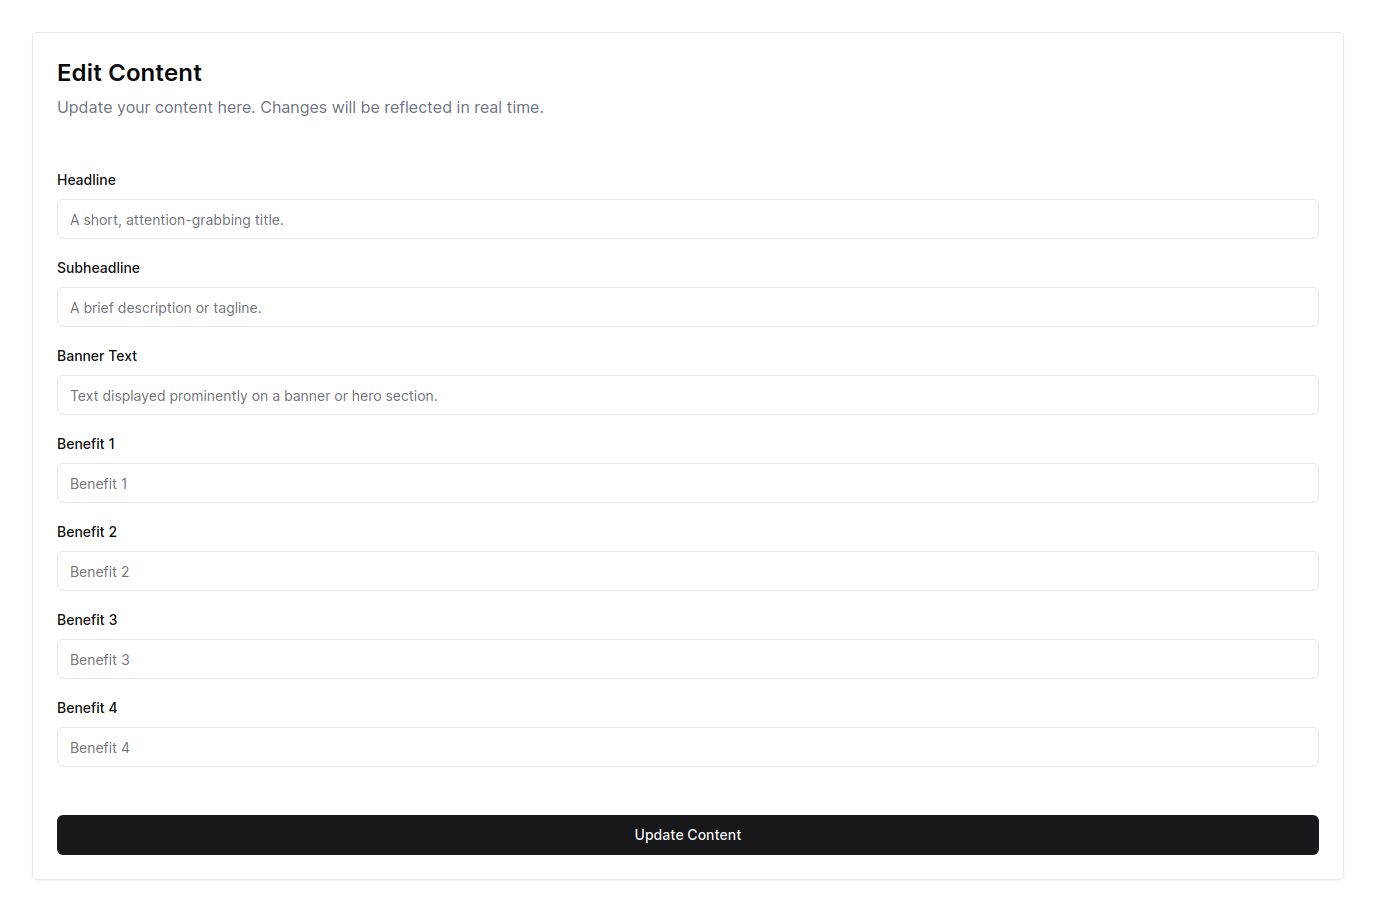 Edit Content
Update your content here. Changes will be reflected in real time.
Headline
A short, attention-grabbing title.
Subheadline
A brief description or tagline.
Banner Text
Text displayed prominently on a banner or hero section.
Benefit 1
Benefit 1
Benefit 2
Benefit 2
Benefit 3
Benefit 3
Benefit 4
Benefit 4
Update Content